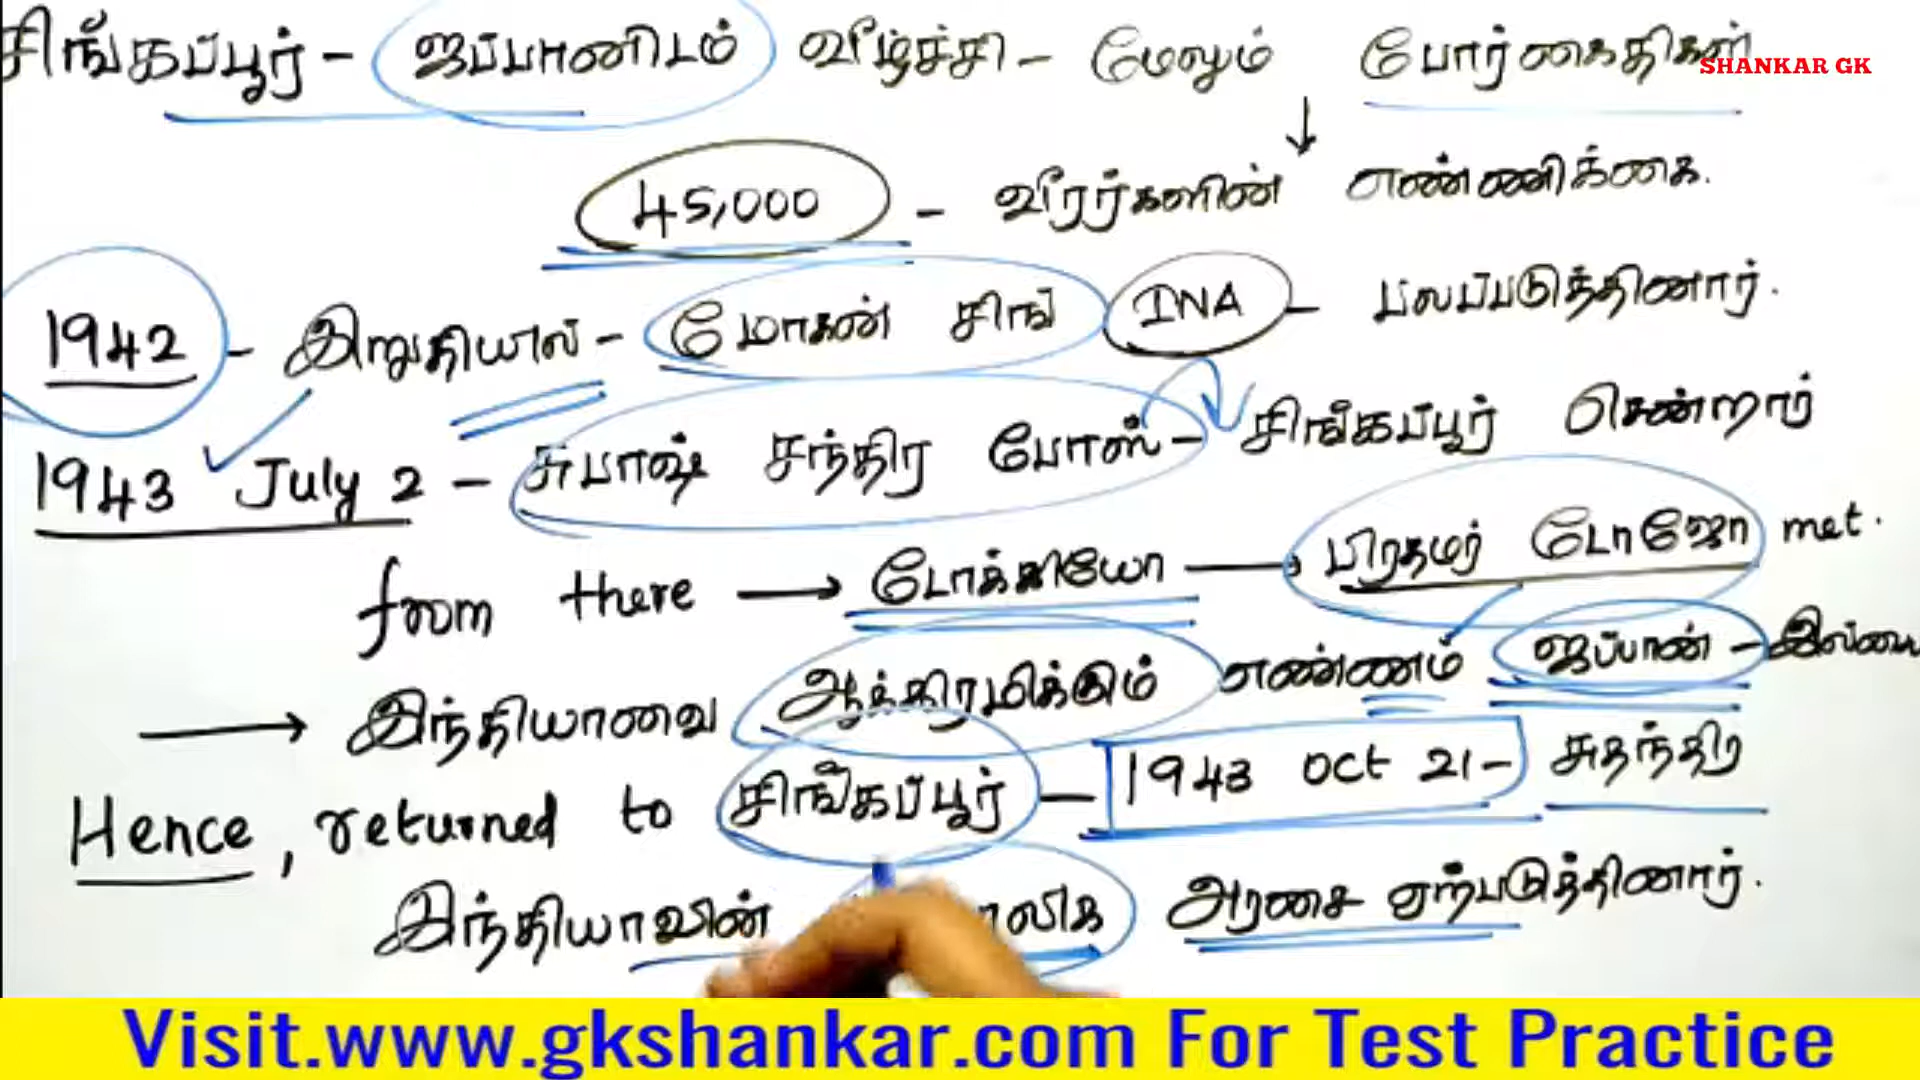 சிங்கப்பூர் - ஜப்பானிடம் வீழ்ச்சி - மேலும் போர்கைதிகள்
SHANKAR GK
45,000 - வீரர்களின் எண்ணிக்கை.
1942 - இறுதியில் - மோகன் சிங் INA - பலப்படுத்தினார்.
1943 July 2 - சுபாஷ் சந்திர போஸ் - சிங்கப்பூர் சென்றார்
from there → டோக்கியோ → பிரதமர் டோஜோ met.
→ இந்தியாவை ஆக்கிரமிக்கும் எண்ணம் ஜப்பான் - இல்லை
Hence, returned to சிங்கப்பூர் - 1943 Oct 21 - சுதந்திர
இந்தியாவின் அரசை ஏற்படுத்தினார்.
Visit.www.gkshankar.com For Test Practice